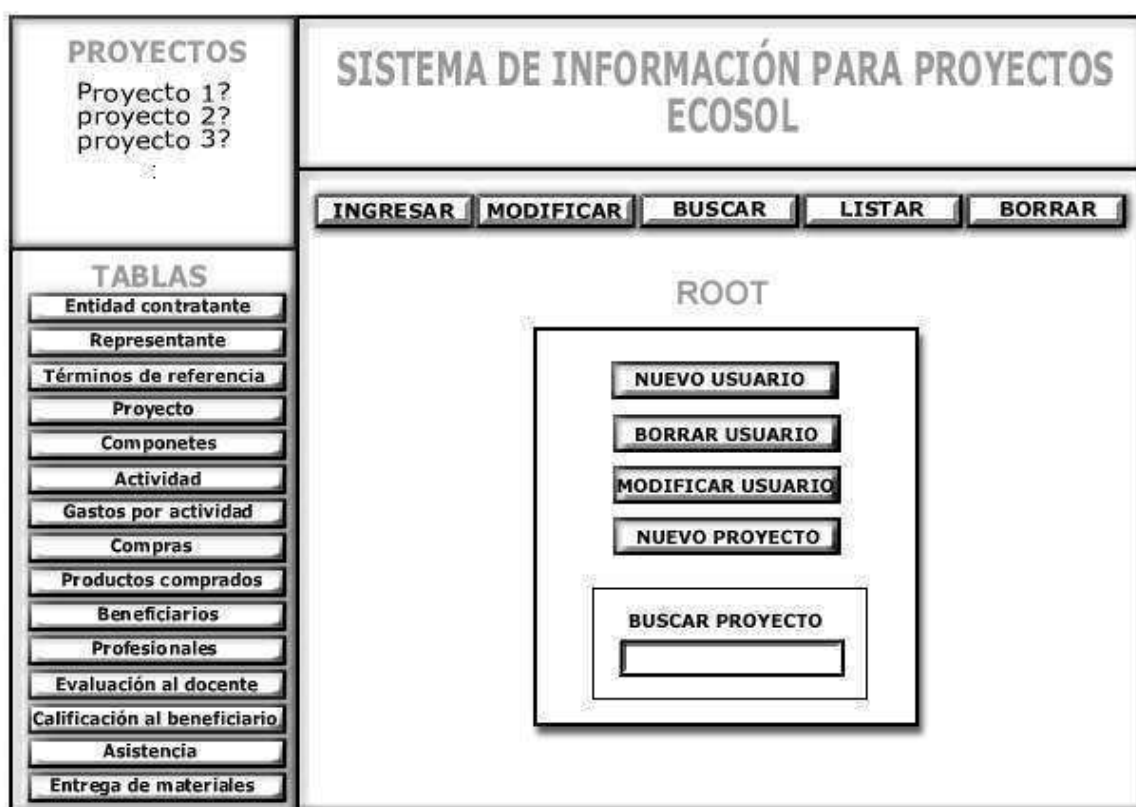 PROYECTOS
Proyecto 1?
proyecto 2?
proyecto 3?
:
SISTEMA DE INFORMACIÓN PARA PROYECTOS
ECOSOL
INGRESAR
MODIFICAR
BUSCAR
LISTAR
BORRAR
TABLAS
Entidad contratante
Representante
Términos de referencia
Proyecto
Componetes
Actividad
Gastos por actividad
Compras
Productos comprados
Beneficiarios
Profesionales
Evaluación al docente
Calificación al beneficiario
Asistencia
Entrega de materiales
ROOT
NUEVO USUARIO
BORRAR USUARIO
MODIFICAR USUARIO
NUEVO PROYECTO
BUSCAR PROYECTO